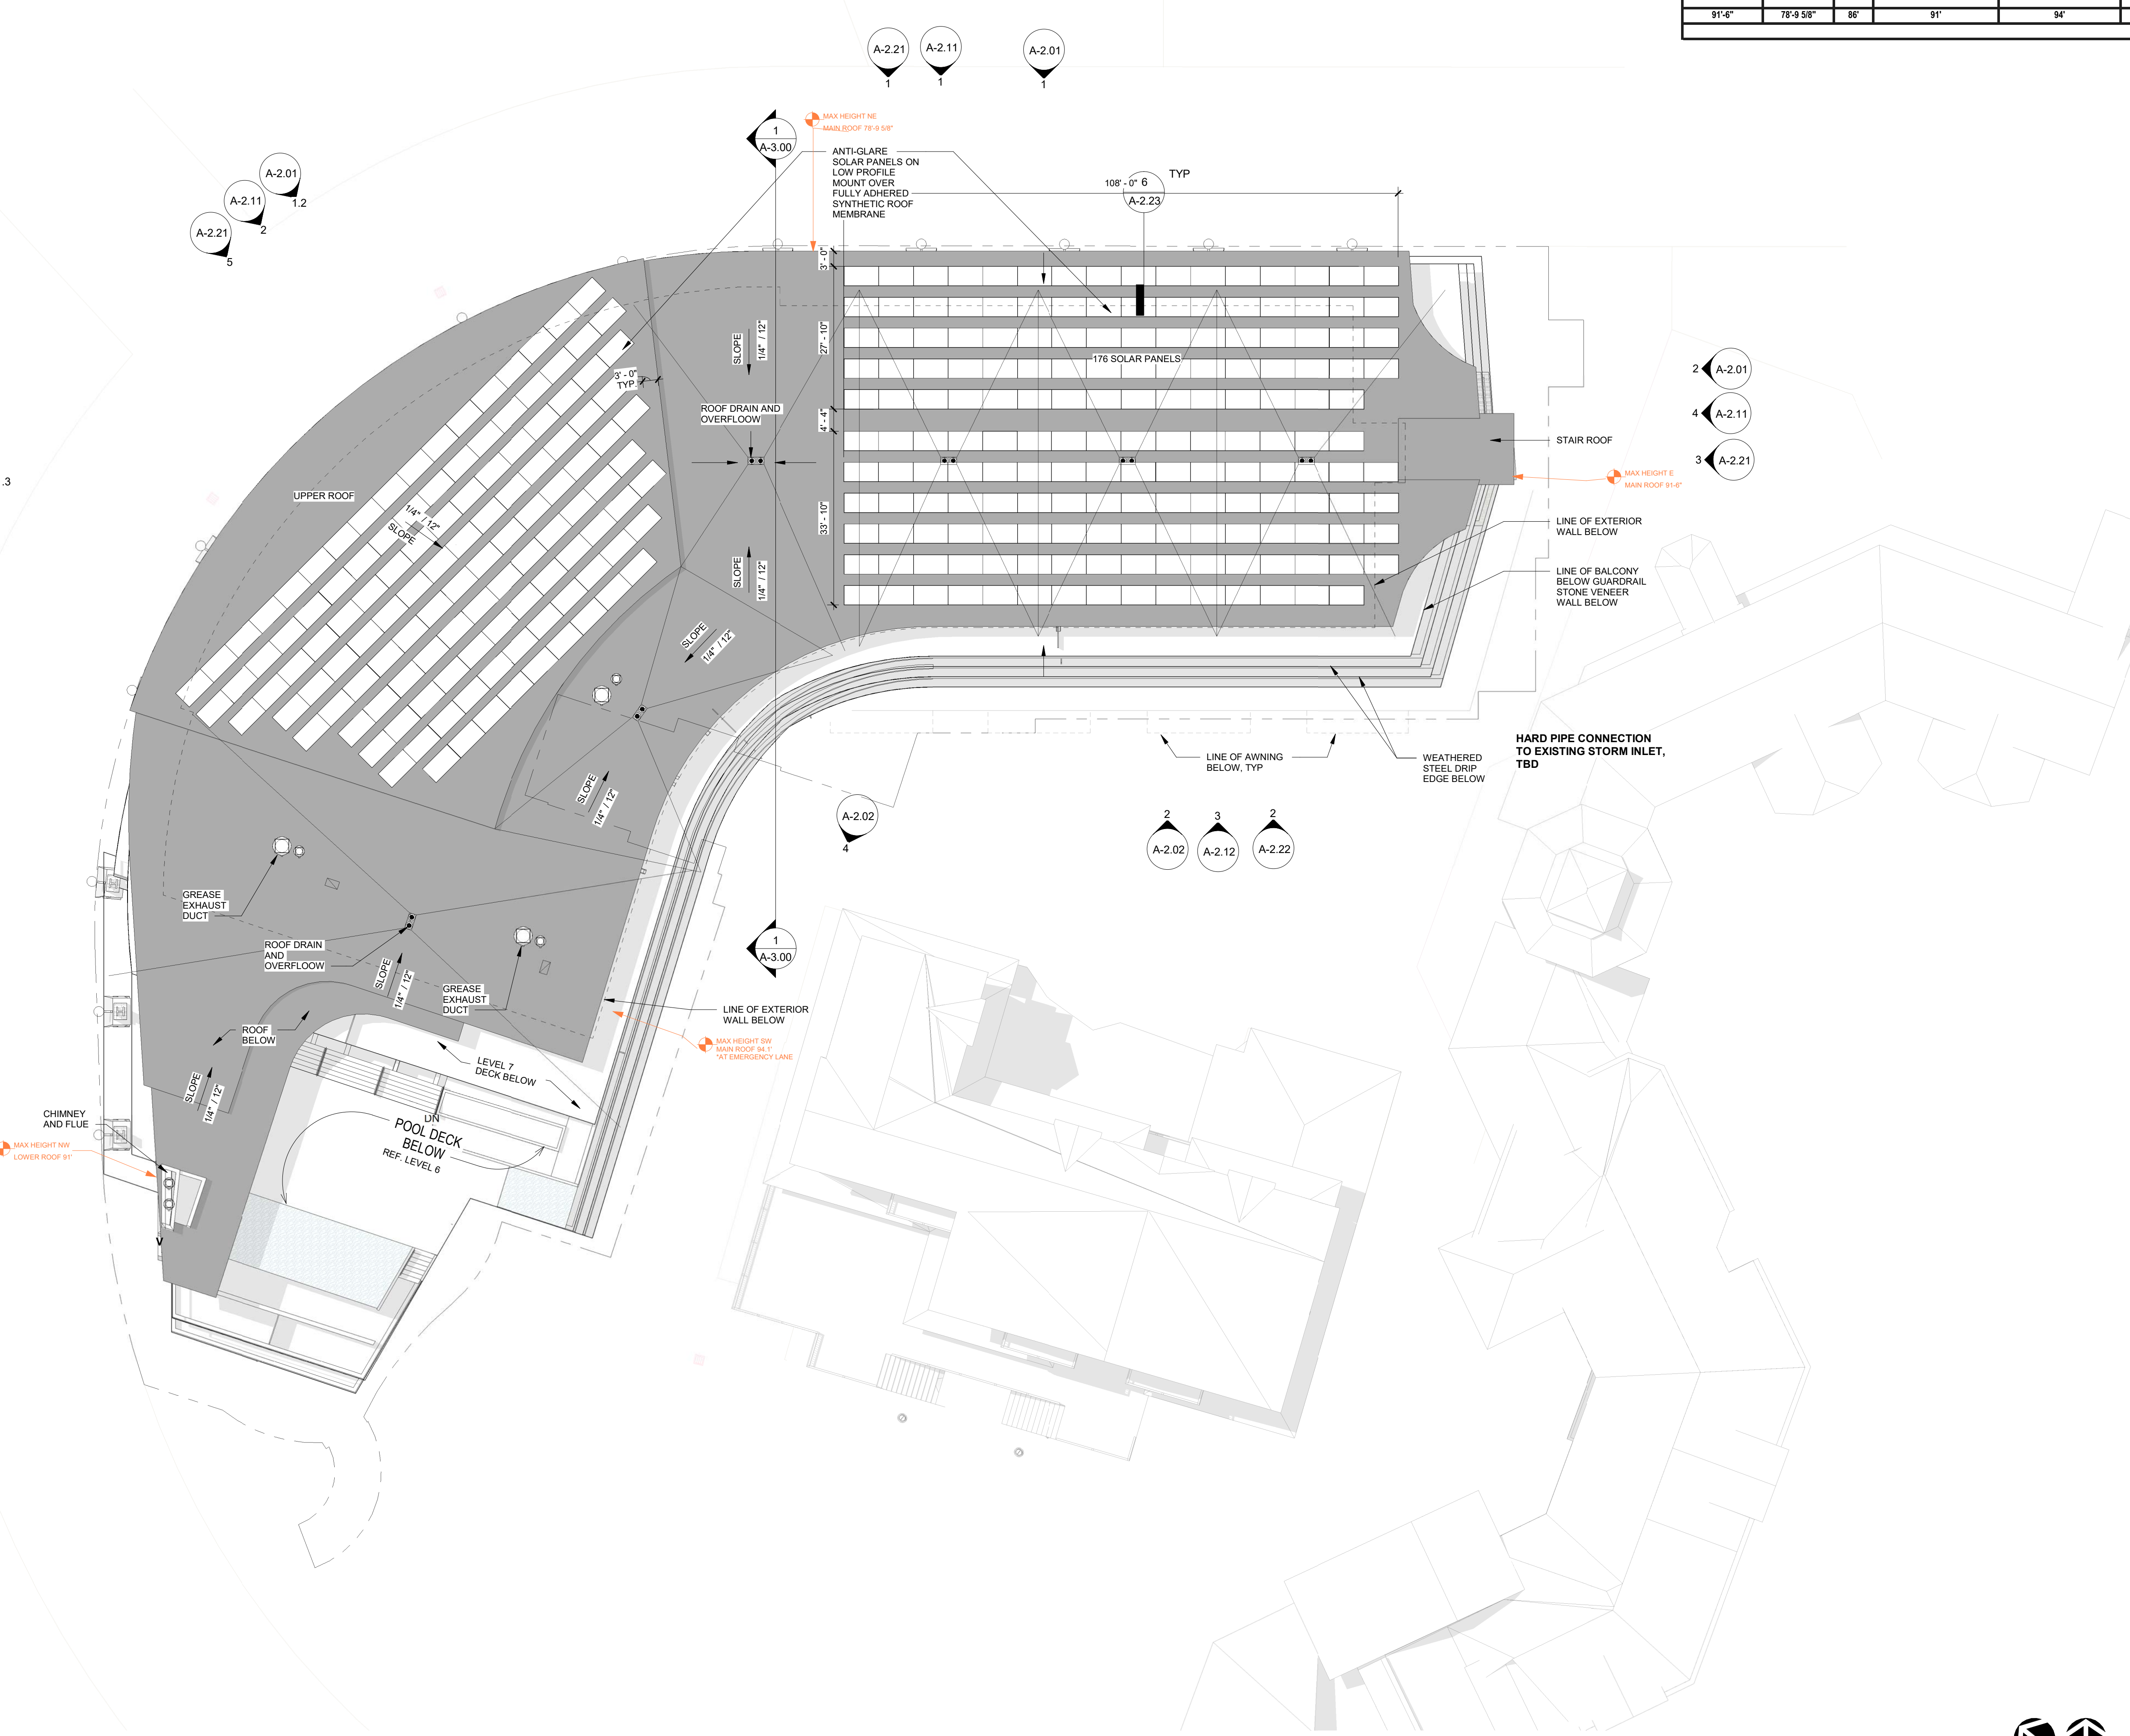 91'-6" 78'-9 5/8" 86' 91' 94'
A-2.21
1
A-2.11
1
A-2.01
1
MAX HEIGHT NE
MAIN ROOF 78'-9 5/8"
1
A-3.00
ANTI-GLARE
SOLAR PANELS ON
LOW PROFILE
MOUNT OVER
FULLY ADHERED
SYNTHETIC ROOF
MEMBRANE
108' - 0"
6
A-2.23
TYP
A-2.01
1.2
A-2.11
2
A-2.21
5
3' - 0"
27' - 10"
4' - 4"
33' - 10"
SLOPE
1/4" / 12"
176 SOLAR PANELS
3' - 0"
TYP.
ROOF DRAIN AND
OVERFLOOW
2
A-2.01
4
A-2.11
3
A-2.21
STAIR ROOF
MAX HEIGHT E
MAIN ROOF 91-6"
.3
UPPER ROOF
1/4" / 12"
SLOPE
SLOPE
1/4" / 12"
LINE OF EXTERIOR
WALL BELOW
LINE OF BALCONY
BELOW GUARDRAIL
STONE VENEER
WALL BELOW
SLOPE
1/4" / 12"
SLOPE
1/4" / 12"
HARD PIPE CONNECTION
TO EXISTING STORM INLET,
TBD
LINE OF AWNING
BELOW, TYP
WEATHERED
STEEL DRIP
EDGE BELOW
A-2.02
4
2
A-2.02
3
A-2.12
2
A-2.22
GREASE
EXHAUST
DUCT
ROOF DRAIN
AND
OVERFLOOW
SLOPE
1/4" / 12"
GREASE
EXHAUST
DUCT
1
A-3.00
LINE OF EXTERIOR
WALL BELOW
MAX HEIGHT SW
MAIN ROOF 94.1'
*AT EMERGENCY LANE
ROOF
BELOW
LEVEL 7
DECK BELOW
SLOPE
1/4" / 12"
CHIMNEY
AND FLUE
DN
POOL DECK
BELOW
REF. LEVEL 6
MAX HEIGHT NW
LOWER ROOF 91'
V